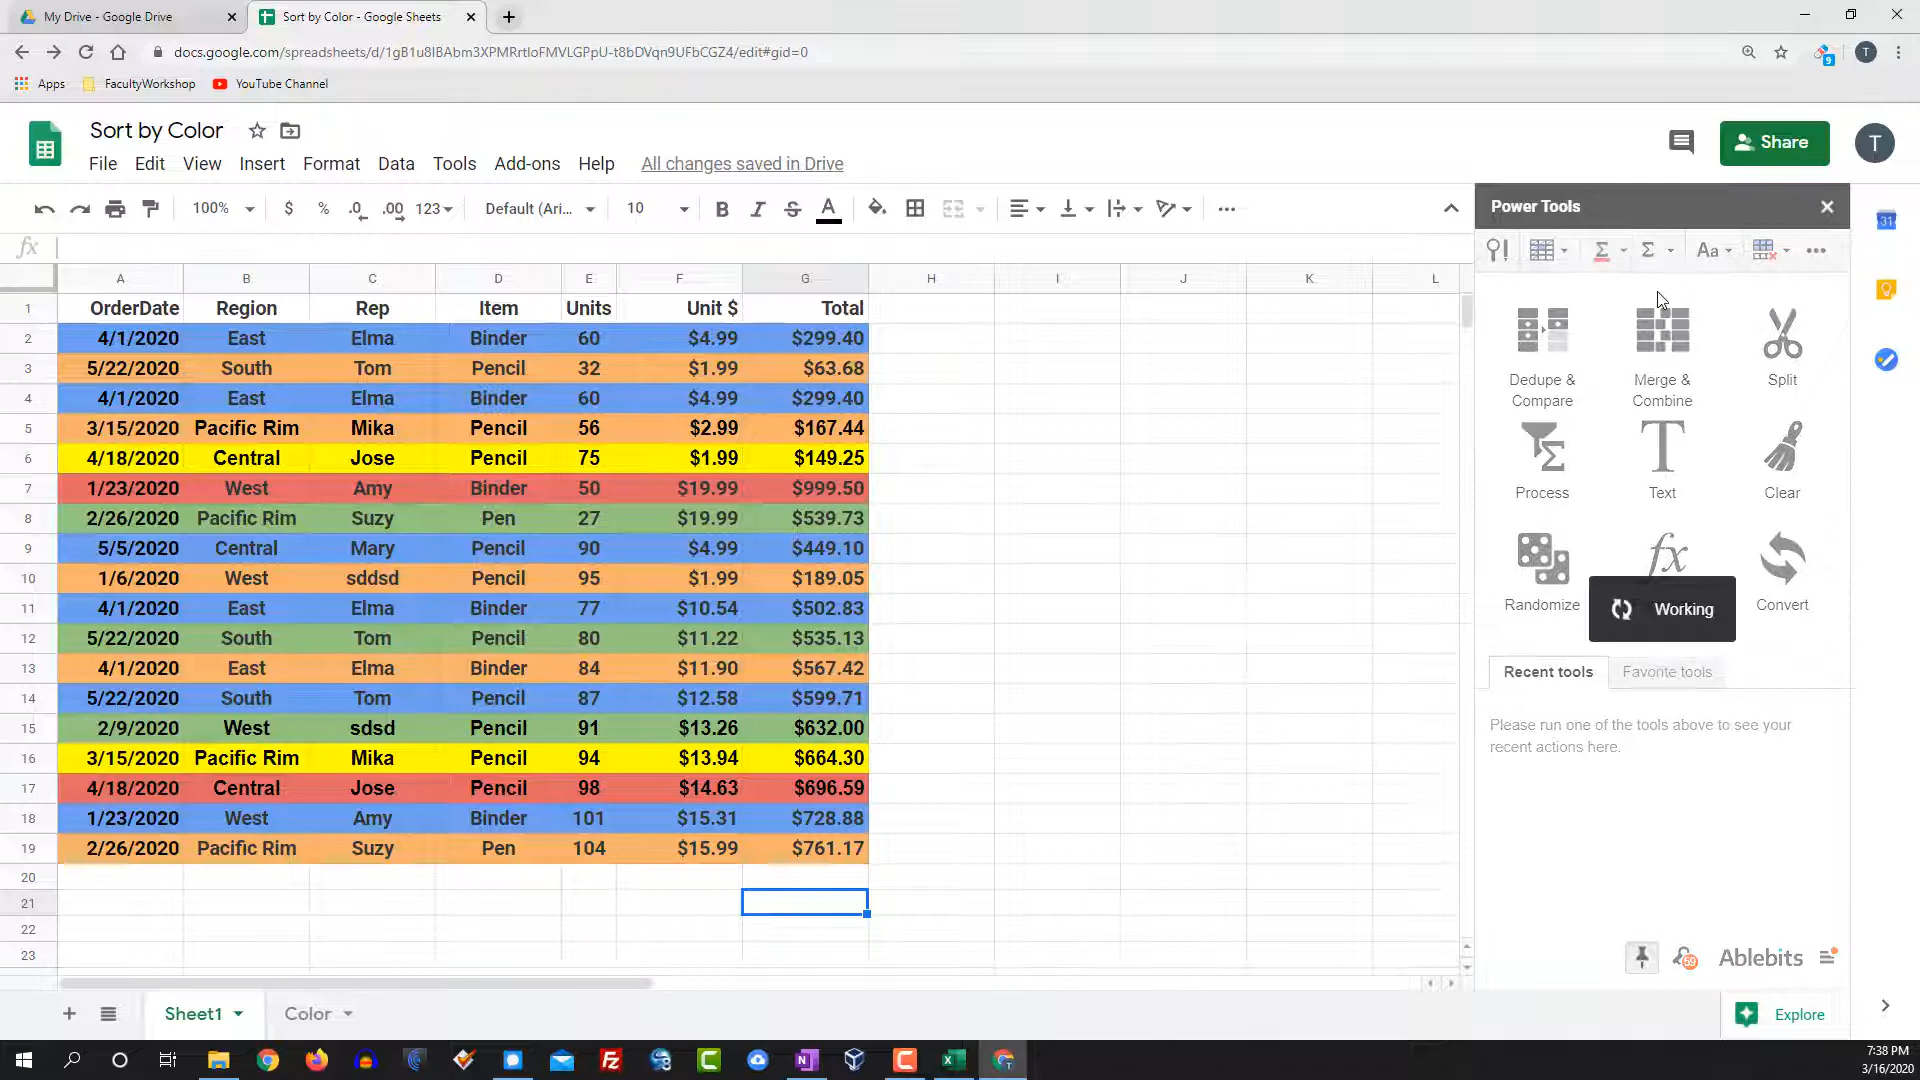 My Drive - Google Drive
Sort by Color - Google Sheets
docs.google.com/spreadsheets/d/1gB1u8IBAbm3XPMRrtIoFMVLGPpU-t8bDVqn9UFbCGZ4/edit#gid=0
9
T
Apps
FacultyWorkshop
YouTube Channel
Sort by Color
Share
T
File Edit View Insert Format Data Tools Add-ons Help All changes saved in Drive
100% $ % .0 .00 123 Default (Ari... 10 B I S A
Power Tools
31
fx
Σ Σ Aa
A B C D E F G H I J K L
1 OrderDate Region Rep Item Units Unit $ Total
2 4/1/2020 East Elma Binder 60 $4.99 $299.40
3 5/22/2020 South Tom Pencil 32 $1.99 $63.68
4 4/1/2020 East Elma Binder 60 $4.99 $299.40
5 3/15/2020 Pacific Rim Mika Pencil 56 $2.99 $167.44
6 4/18/2020 Central Jose Pencil 75 $1.99 $149.25
7 1/23/2020 West Amy Binder 50 $19.99 $999.50
8 2/26/2020 Pacific Rim Suzy Pen 27 $19.99 $539.73
9 5/5/2020 Central Mary Pencil 90 $4.99 $449.10
10 1/6/2020 West sddsd Pencil 95 $1.99 $189.05
11 4/1/2020 East Elma Binder 77 $10.54 $502.83
12 5/22/2020 South Tom Pencil 80 $11.22 $535.13
13 4/1/2020 East Elma Binder 84 $11.90 $567.42
14 5/22/2020 South Tom Pencil 87 $12.58 $599.71
15 2/9/2020 West sdsd Pencil 91 $13.26 $632.00
16 3/15/2020 Pacific Rim Mika Pencil 94 $13.94 $664.30
17 4/18/2020 Central Jose Pencil 98 $14.63 $696.59
18 1/23/2020 West Amy Binder 101 $15.31 $728.88
19 2/26/2020 Pacific Rim Suzy Pen 104 $15.99 $761.17
20
21
22
23
Dedupe &
Compare
Merge &
Combine
Split
Process
T
Text
Clear
Randomize
fx
Convert
Working
Recent tools
Favorite tools
Please run one of the tools above to see your
recent actions here.
59
Ablebits
Sheet1
Color
Explore
7:38 PM
3/16/2020